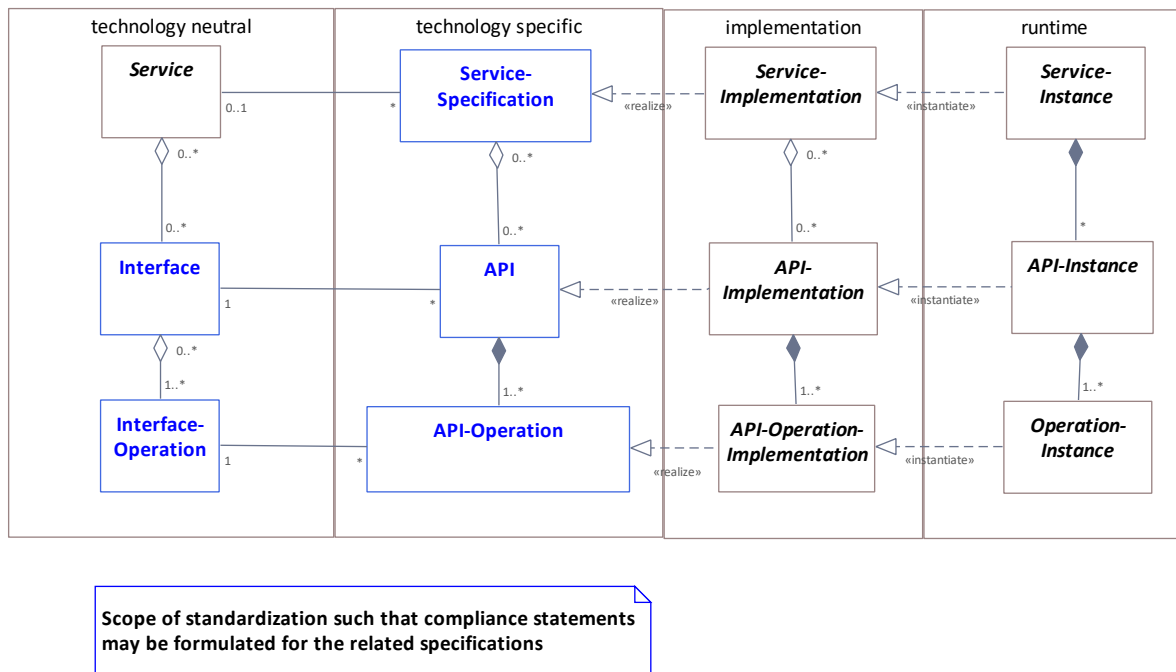 technology neutral
technology specific
implementation
runtime
Service
Service-
Specification
Service-
Implementation
Service-
Instance
0..1
*
«realize»
«instantiate»
0..*
0..*
0..*
0..*
0..*
0..*
*
Interface
API
API-
Implementation
API-Instance
1
*
«realize»
«instantiate»
0..*
1..*
1..*
1..*
1..*
Interface-
Operation
API-Operation
API-Operation-
Implementation
Operation-
Instance
1
*
«realize»
«instantiate»
Scope of standardization such that compliance statements
may be formulated for the related specifications